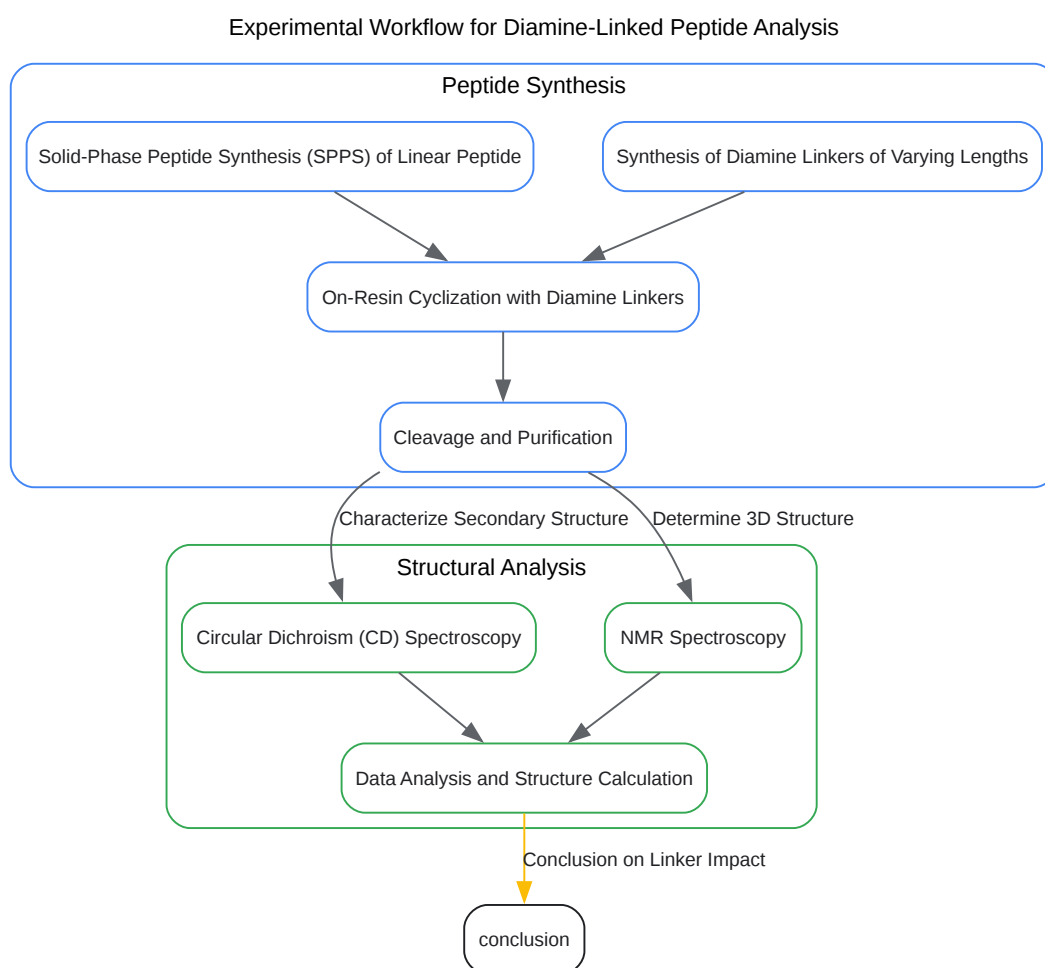 Experimental Workflow for Diamine-Linked Peptide Analysis
Peptide Synthesis
Solid-Phase Peptide Synthesis (SPPS) of Linear Peptide
Synthesis of Diamine Linkers of Varying Lengths
On-Resin Cyclization with Diamine Linkers
Cleavage and Purification
Characterize Secondary Structure
Determine 3D Structure
Structural Analysis
Circular Dichroism (CD) Spectroscopy
NMR Spectroscopy
Data Analysis and Structure Calculation
Conclusion on Linker Impact
conclusion